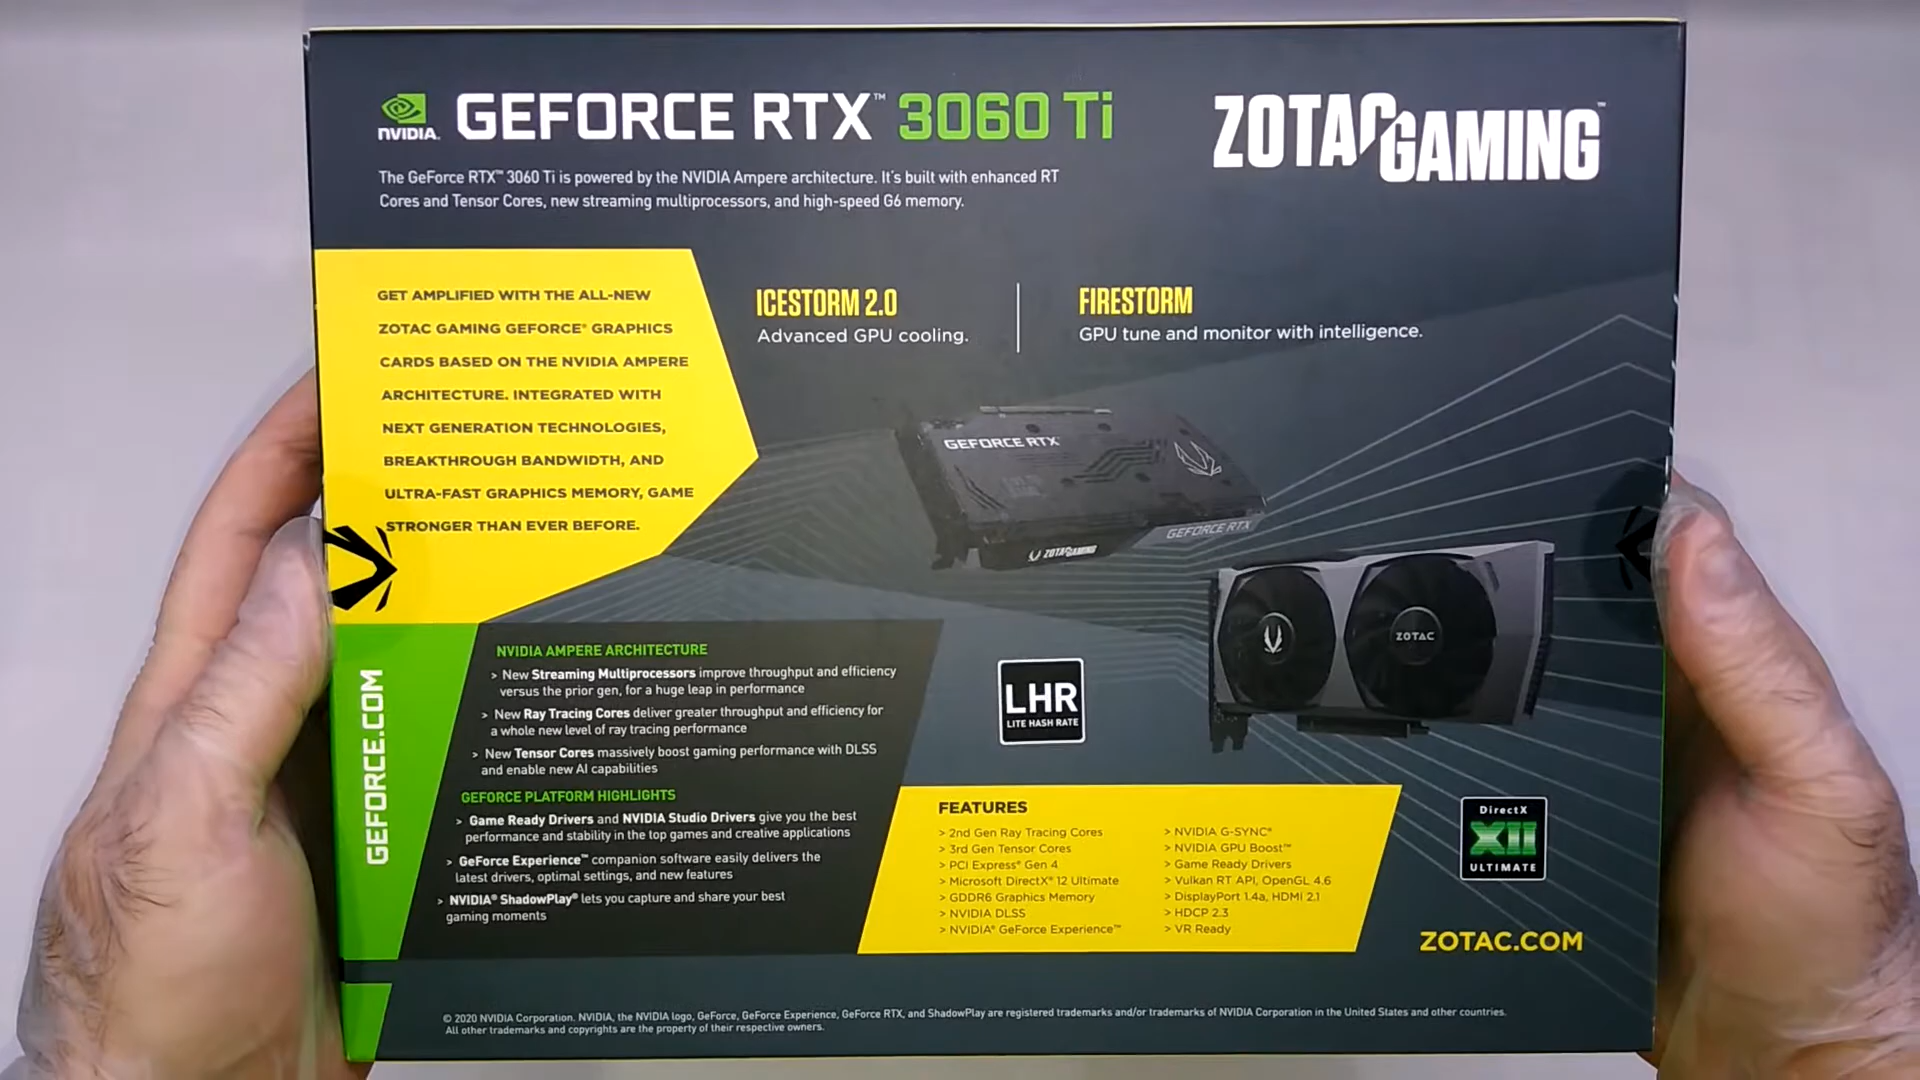 NVIDIA.
GEFORCE RTX™ 3060 Ti
ZOTAC GAMING™
The GeForce RTX™ 3060 Ti is powered by the NVIDIA Ampere architecture. It's built with enhanced RT
Cores and Tensor Cores, new streaming multiprocessors, and high-speed G6 memory.
GET AMPLIFIED WITH THE ALL-NEW
ZOTAC GAMING GEFORCE® GRAPHICS
CARDS BASED ON THE NVIDIA AMPERE
ARCHITECTURE. INTEGRATED WITH
NEXT GENERATION TECHNOLOGIES,
BREAKTHROUGH BANDWIDTH, AND
ULTRA-FAST GRAPHICS MEMORY, GAME
STRONGER THAN EVER BEFORE.
ICESTORM 2.0
Advanced GPU cooling.
FIRESTORM
GPU tune and monitor with intelligence.
GEFORCE RTX
GEFORCE RTX
ZOTAC GAMING
ZOTAC
GEFORCE.COM
NVIDIA AMPERE ARCHITECTURE
> New Streaming Multiprocessors improve throughput and efficiency
versus the prior gen, for a huge leap in performance
> New Ray Tracing Cores deliver greater throughput and efficiency for
a whole new level of ray tracing performance
> New Tensor Cores massively boost gaming performance with DLSS
and enable new AI capabilities
GEFORCE PLATFORM HIGHLIGHTS
> Game Ready Drivers and NVIDIA Studio Drivers give you the best
performance and stability in the top games and creative applications
> GeForce Experience™ companion software easily delivers the
latest drivers, optimal settings, and new features
> NVIDIA® ShadowPlay® lets you capture and share your best
gaming moments
LHR
LITE HASH RATE
FEATURES
> 2nd Gen Ray Tracing Cores
> 3rd Gen Tensor Cores
> PCI Express® Gen 4
> Microsoft DirectX® 12 Ultimate
> GDDR6 Graphics Memory
> NVIDIA DLSS
> NVIDIA® GeForce Experience™
> NVIDIA G-SYNC®
> NVIDIA GPU Boost™
> Game Ready Drivers
> Vulkan RT API, OpenGL 4.6
> DisplayPort 1.4a, HDMI 2.1
> HDCP 2.3
> VR Ready
DirectX
XII
ULTIMATE
ZOTAC.COM
© 2020 NVIDIA Corporation. NVIDIA, the NVIDIA logo, GeForce, GeForce Experience, GeForce RTX, and ShadowPlay are registered trademarks and/or trademarks of NVIDIA Corporation in the United States and other countries.
All other trademarks and copyrights are the property of their respective owners.